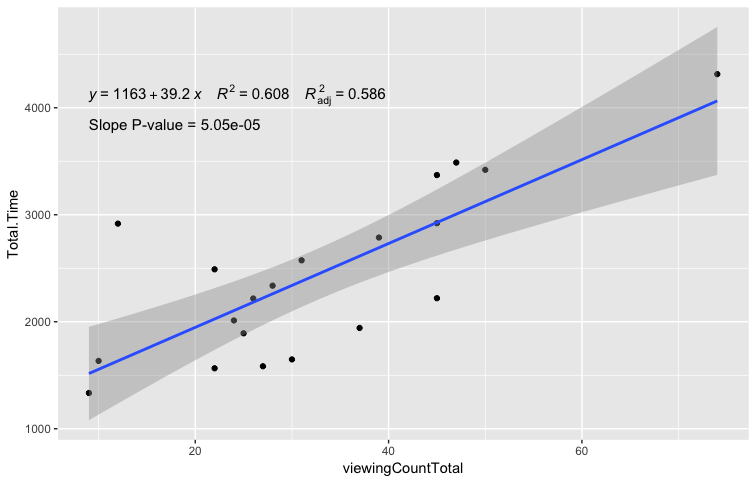 y = 1163 + 39.2 x R² = 0.608 R²adj = 0.586
Slope P-value = 5.05e-05
4000
3000
2000
1000
Total.Time
20 40 60
viewingCountTotal